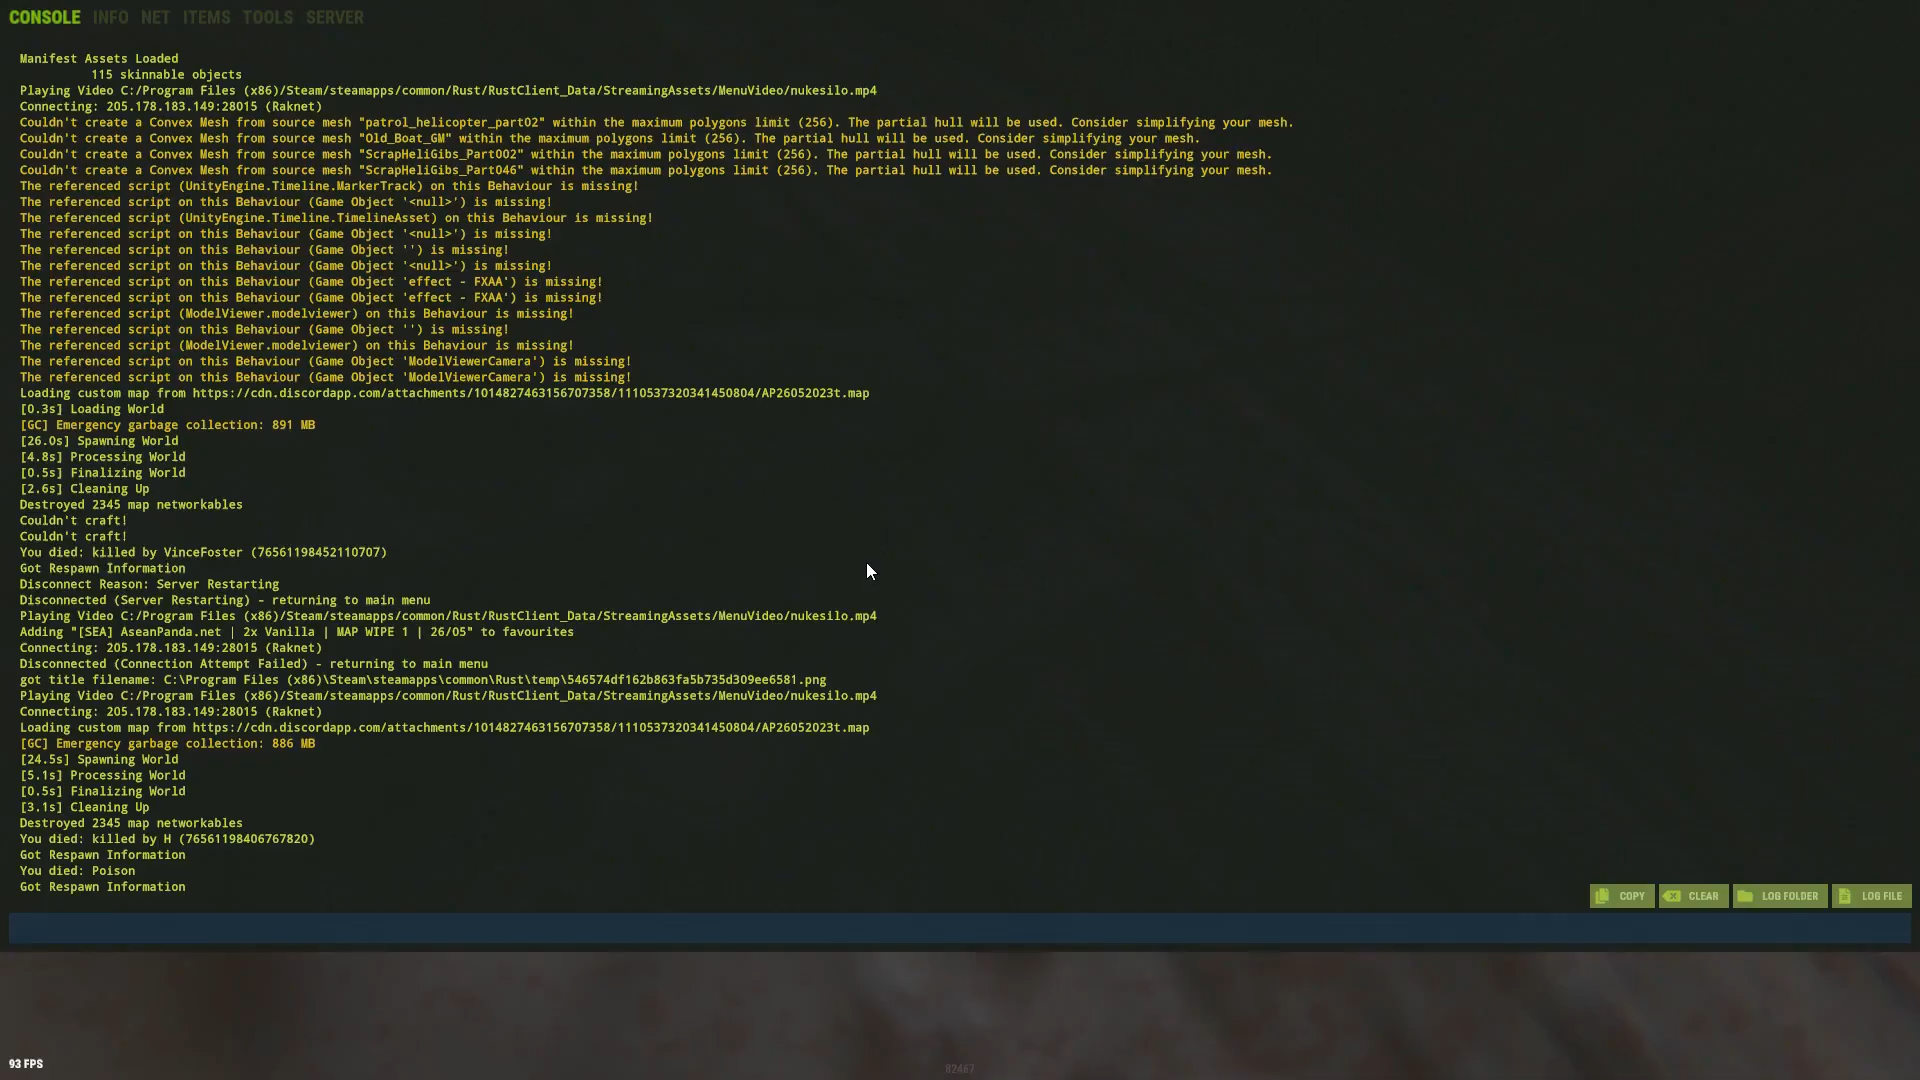 CONSOLE INFO NET ITEMS TOOLS SERVER
Manifest Assets Loaded
115 skinnable objects
Playing Video C:/Program Files (x86)/Steam/steamapps/common/Rust/RustClient_Data/StreamingAssets/MenuVideo/nukesilo.mp4
Connecting: 205.178.183.149:28015 (Raknet)
Couldn't create a Convex Mesh from source mesh "patrol_helicopter_part02" within the maximum polygons limit (256). The partial hull will be used. Consider simplifying your mesh.
Couldn't create a Convex Mesh from source mesh "Old_Boat_GM" within the maximum polygons limit (256). The partial hull will be used. Consider simplifying your mesh.
Couldn't create a Convex Mesh from source mesh "ScrapHeliGibs_Part002" within the maximum polygons limit (256). The partial hull will be used. Consider simplifying your mesh.
Couldn't create a Convex Mesh from source mesh "ScrapHeliGibs_Part046" within the maximum polygons limit (256). The partial hull will be used. Consider simplifying your mesh.
The referenced script (UnityEngine.Timeline.MarkerTrack) on this Behaviour is missing!
The referenced script on this Behaviour (Game Object '<null>') is missing!
The referenced script (UnityEngine.Timeline.TimelineAsset) on this Behaviour is missing!
The referenced script on this Behaviour (Game Object '<null>') is missing!
The referenced script on this Behaviour (Game Object '') is missing!
The referenced script on this Behaviour (Game Object '<null>') is missing!
The referenced script on this Behaviour (Game Object 'effect - FXAA') is missing!
The referenced script on this Behaviour (Game Object 'effect - FXAA') is missing!
The referenced script (ModelViewer.modelviewer) on this Behaviour is missing!
The referenced script on this Behaviour (Game Object '') is missing!
The referenced script (ModelViewer.modelviewer) on this Behaviour is missing!
The referenced script on this Behaviour (Game Object 'ModelViewerCamera') is missing!
The referenced script on this Behaviour (Game Object 'ModelViewerCamera') is missing!
Loading custom map from https://cdn.discordapp.com/attachments/1014827463156707358/1110537320341450804/AP26052023t.map
[0.3s] Loading World
[GC] Emergency garbage collection: 891 MB
[26.0s] Spawning World
[4.8s] Processing World
[0.5s] Finalizing World
[2.6s] Cleaning Up
Destroyed 2345 map networkables
Couldn't craft!
Couldn't craft!
You died: killed by VinceFoster (76561198452110707)
Got Respawn Information
Disconnect Reason: Server Restarting
Disconnected (Server Restarting) - returning to main menu
Playing Video C:/Program Files (x86)/Steam/steamapps/common/Rust/RustClient_Data/StreamingAssets/MenuVideo/nukesilo.mp4
Adding "[SEA] AseanPanda.net | 2x Vanilla | MAP WIPE 1 | 26/05" to favourites
Connecting: 205.178.183.149:28015 (Raknet)
Disconnected (Connection Attempt Failed) - returning to main menu
got title filename: C:\Program Files (x86)\Steam\steamapps\common\Rust\temp\546574df162b863fa5b735d309ee6581.png
Playing Video C:/Program Files (x86)/Steam/steamapps/common/Rust/RustClient_Data/StreamingAssets/MenuVideo/nukesilo.mp4
Connecting: 205.178.183.149:28015 (Raknet)
Loading custom map from https://cdn.discordapp.com/attachments/1014827463156707358/1110537320341450804/AP26052023t.map
[GC] Emergency garbage collection: 886 MB
[24.5s] Spawning World
[5.1s] Processing World
[0.5s] Finalizing World
[3.1s] Cleaning Up
Destroyed 2345 map networkables
You died: killed by H (76561198406767820)
Got Respawn Information
You died: Poison
Got Respawn Information
COPY CLEAR LOG FOLDER LOG FILE
93 FPS
82467